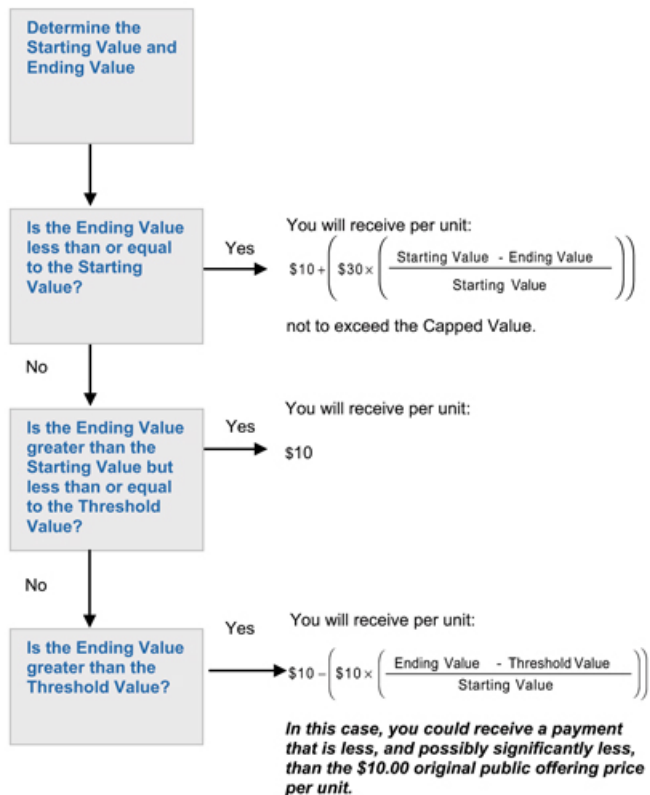 Determine the
Starting Value and
Ending Value
Is the Ending Value
less than or equal
to the Starting
Value?
Yes
You will receive per unit:
$10+($30×(Starting Value - Ending Value
Starting Value))
not to exceed the Capped Value.
No
Is the Ending Value
greater than the
Starting Value but
less than or equal
to the Threshold
Value?
Yes
You will receive per unit:
$10
No
Is the Ending Value
greater than the
Threshold Value?
Yes
You will receive per unit:
$10–($10×(Ending Value - Threshold Value
Starting Value))
In this case, you could receive a payment
that is less, and possibly significantly less,
than the $10.00 original public offering price
per unit.